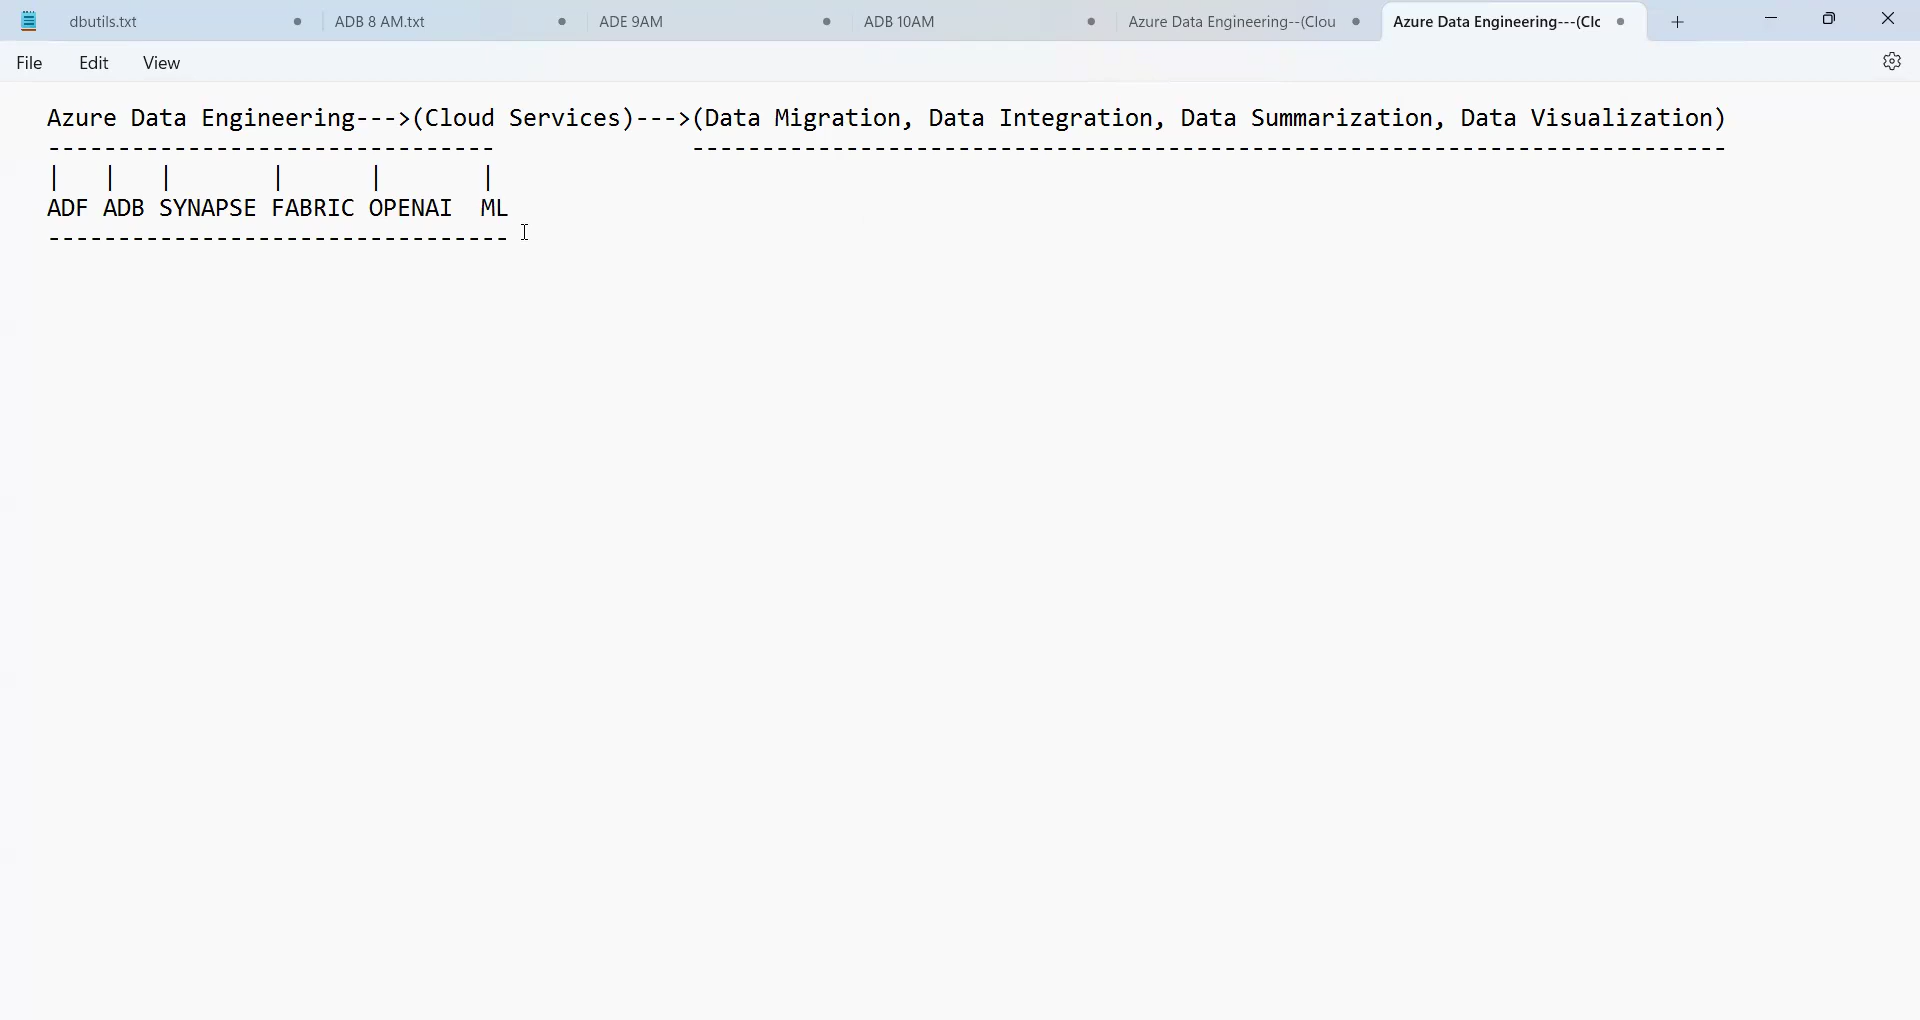 dbutils.txt ADB 8 AM.txt ADE 9AM ADB 10AM Azure Data Engineering--(Clou Azure Data Engineering---(Clc
File Edit View
Azure Data Engineering--->(Cloud Services)--->(Data Migration, Data Integration, Data Summarization, Data Visualization)
-------------------------------- --------------------------------------------------------------------------
| | | | | |
ADF ADB SYNAPSE FABRIC OPENAI ML
---------------------------------